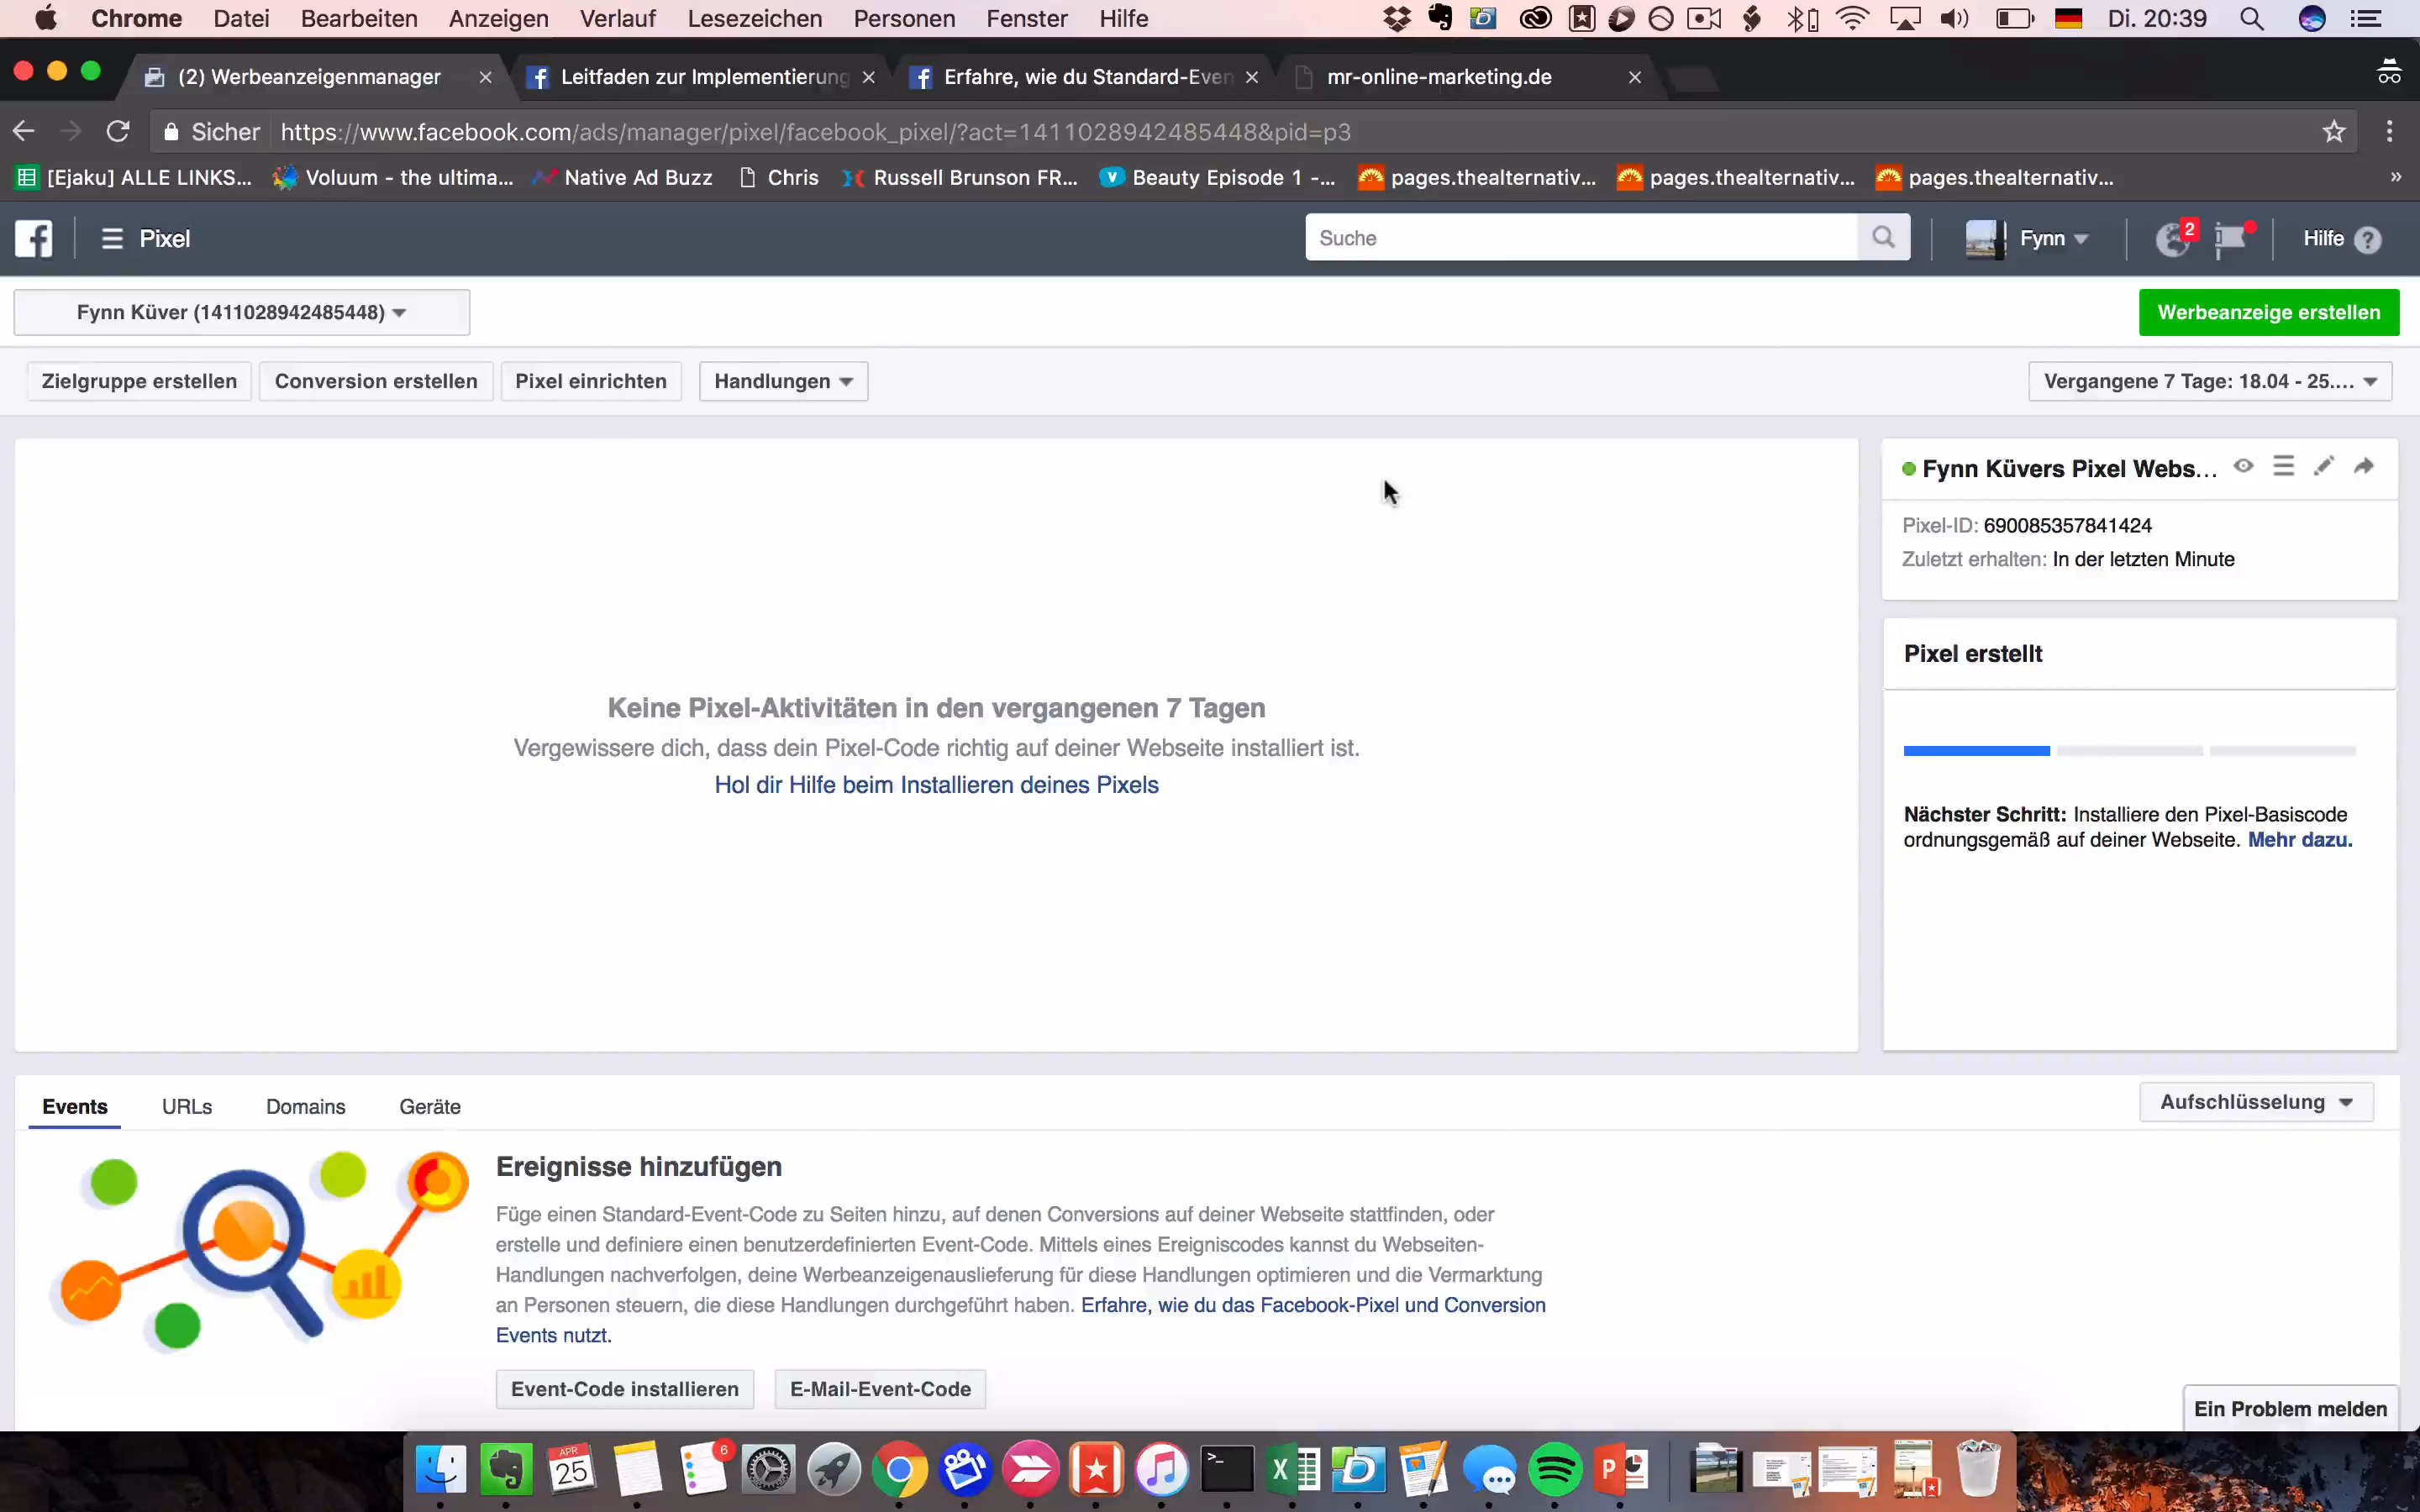 Chrome Datei Bearbeiten Anzeigen Verlauf Lesezeichen Personen Fenster Hilfe Di. 20:39
(2) Werbeanzeigenmanager
Leitfaden zur Implementierung
Erfahre, wie du Standard-Even
mr-online-marketing.de
Sicher https://www.facebook.com/ads/manager/pixel/facebook_pixel/?act=1411028942485448&pid=p3
[Ejaku] ALLE LINKS... Voluum - the ultima... Native Ad Buzz Chris Russell Brunson FR... Beauty Episode 1 -... pages.thealternativ... pages.thealternativ... pages.thealternativ... »
Pixel
Suche
Fynn
2
Hilfe ?
Fynn Küver (1411028942485448)
Werbeanzeige erstellen
Zielgruppe erstellen Conversion erstellen Pixel einrichten Handlungen
Vergangene 7 Tage: 18.04 - 25....
Fynn Küvers Pixel Webs...
Pixel-ID: 690085357841424
Zuletzt erhalten: In der letzten Minute
Pixel erstellt
Nächster Schritt: Installiere den Pixel-Basiscode
ordnungsgemäß auf deiner Webseite. Mehr dazu.
Keine Pixel-Aktivitäten in den vergangenen 7 Tagen
Vergewissere dich, dass dein Pixel-Code richtig auf deiner Webseite installiert ist.
Hol dir Hilfe beim Installieren deines Pixels
Events URLs Domains Geräte
Aufschlüsselung
Ereignisse hinzufügen
Füge einen Standard-Event-Code zu Seiten hinzu, auf denen Conversions auf deiner Webseite stattfinden, oder
erstelle und definiere einen benutzerdefinierten Event-Code. Mittels eines Ereigniscodes kannst du Webseiten-
Handlungen nachverfolgen, deine Werbeanzeigenauslieferung für diese Handlungen optimieren und die Vermarktung
an Personen steuern, die diese Handlungen durchgeführt haben. Erfahre, wie du das Facebook-Pixel und Conversion
Events nutzt.
Event-Code installieren E-Mail-Event-Code
Ein Problem melden
APR
25
6